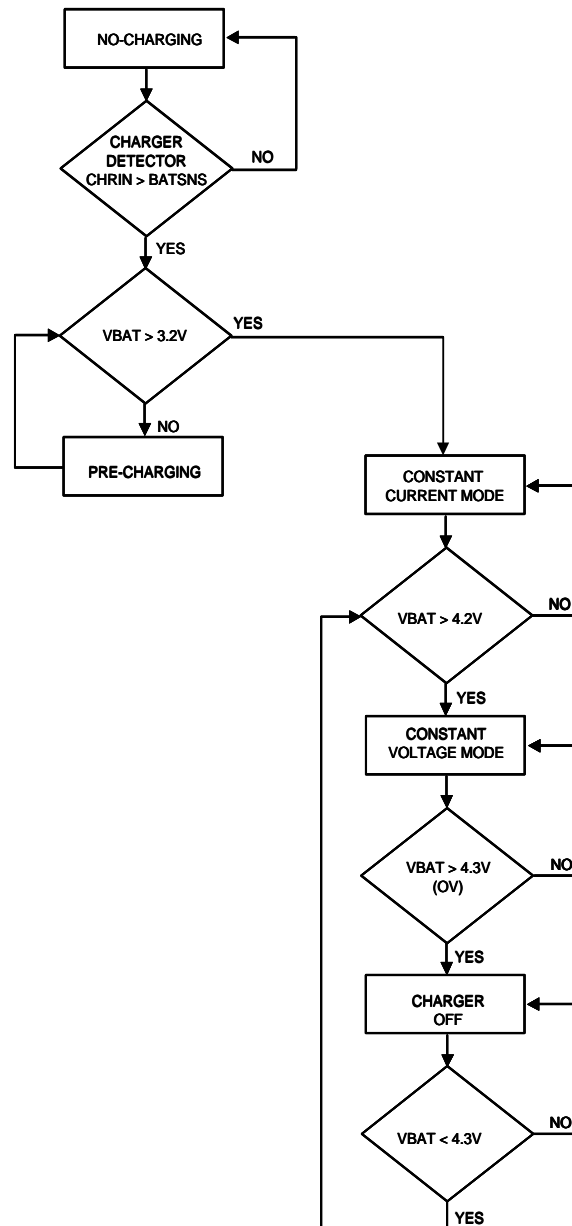 NO-CHARGING
CHARGER
DETECTOR
CHRIN > BATSNS
NO
YES
VBAT > 3.2V
YES
NO
PRE-CHARGING
CONSTANT
CURRENT MODE
VBAT > 4.2V
NO
YES
CONSTANT
VOLTAGE MODE
VBAT > 4.3V
(OV)
NO
YES
CHARGER
OFF
VBAT < 4.3V
NO
YES